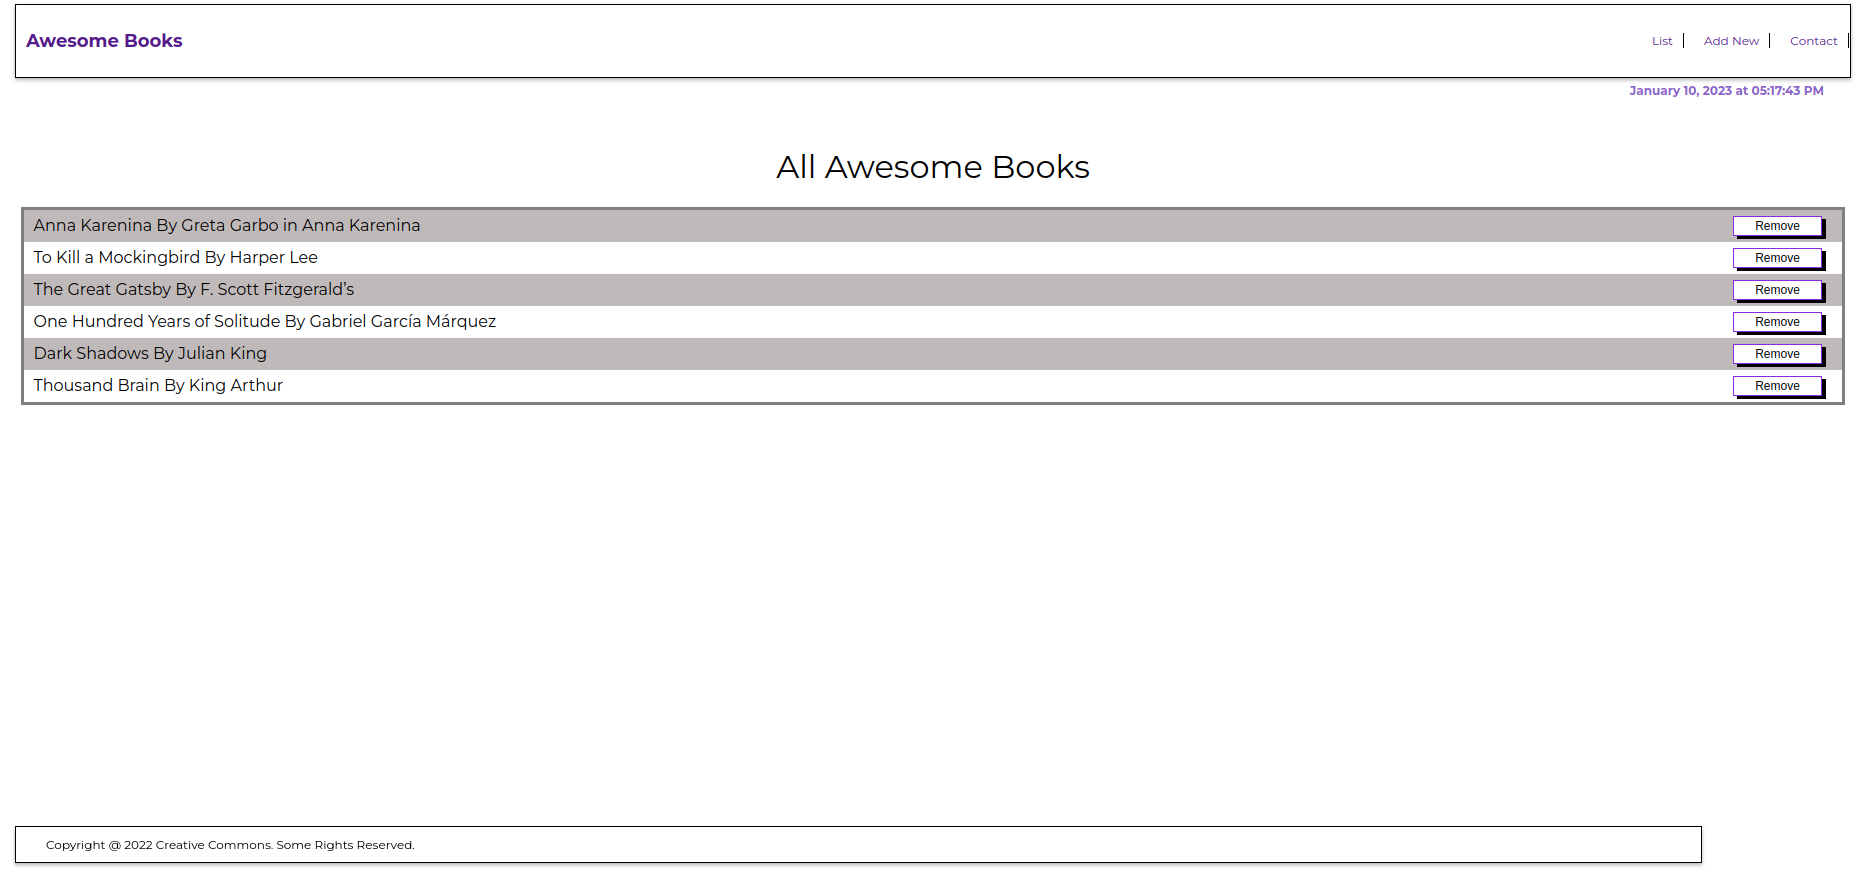 Awesome Books
List
Add New
Contact
January 10, 2023 at 05:17:43 PM
All Awesome Books
Anna Karenina By Greta Garbo in Anna Karenina Remove
To Kill a Mockingbird By Harper Lee Remove
The Great Gatsby By F. Scott Fitzgerald’s Remove
One Hundred Years of Solitude By Gabriel García Márquez Remove
Dark Shadows By Julian King Remove
Thousand Brain By King Arthur Remove
Copyright @ 2022 Creative Commons. Some Rights Reserved.